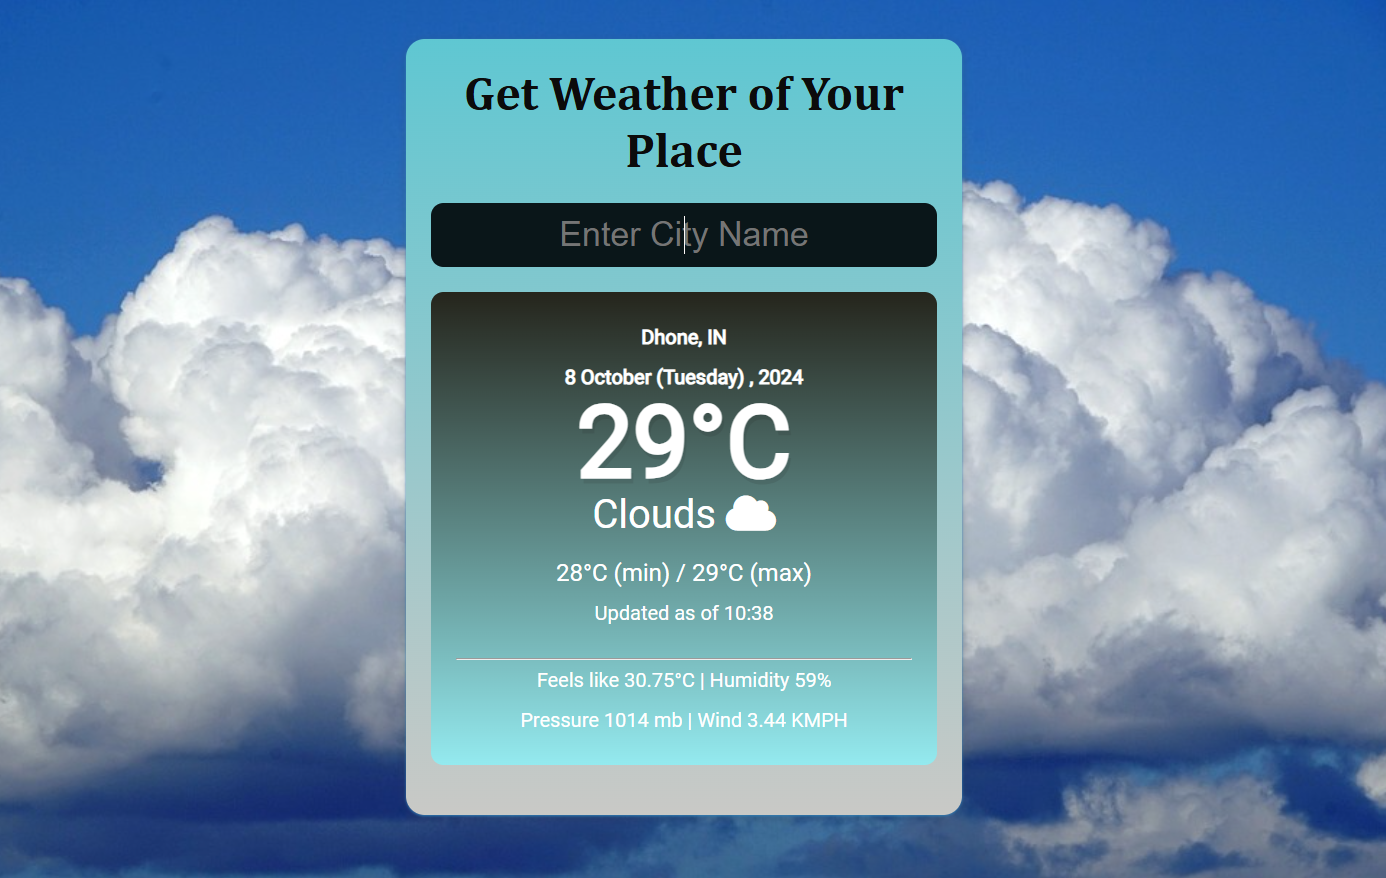 Get Weather of Your
Place
Enter City Name
Dhone, IN
8 October (Tuesday) , 2024
29°C
Clouds
28°C (min) / 29°C (max)
Updated as of 10:38
Feels like 30.75°C | Humidity 59%
Pressure 1014 mb | Wind 3.44 KMPH